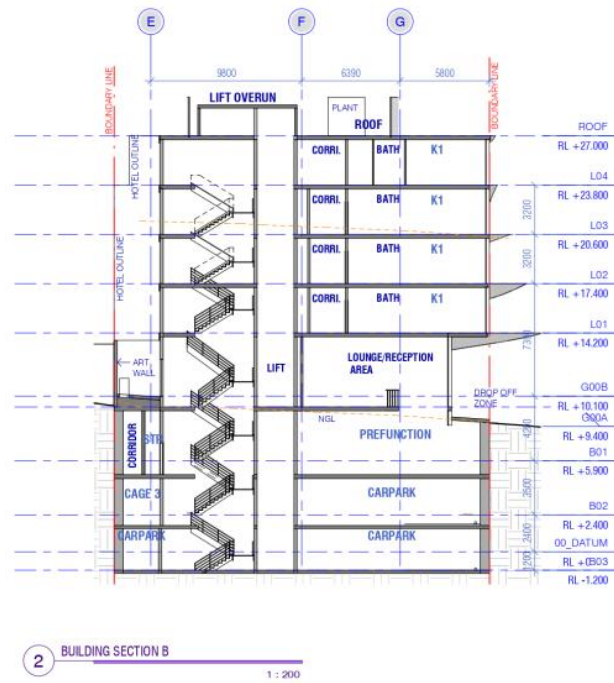 E
F
G
9800
6390
5800
BOUNDARY LINE
BOUNDARY LINE
LIFT OVERUN
PLANT
ROOF
ROOF
RL +27.000
HOTEL OUTLINE
CORRI.
BATH
K1
L04
RL +23.800
CORRI.
BATH
K1
3200
L03
RL +20.600
HOTEL OUTLINE
CORRI.
BATH
K1
3200
L02
RL +17.400
CORRI.
BATH
K1
L01
RL +14.200
ART
WALL
LIFT
LOUNGE/RECEPTION
AREA
G00B
DROP OFF
ZONE
RL +10.100
G00A
NGL
RL +9.400
CORRIDOR
STR.
PREFUNCTION
4200
B01
RL +5.900
CAGE 3
CARPARK
2600
B02
RL +2.400
CARPARK
CARPARK
2400
00_DATUM
B03
1200
RL -1.200
2
BUILDING SECTION B
1 : 200